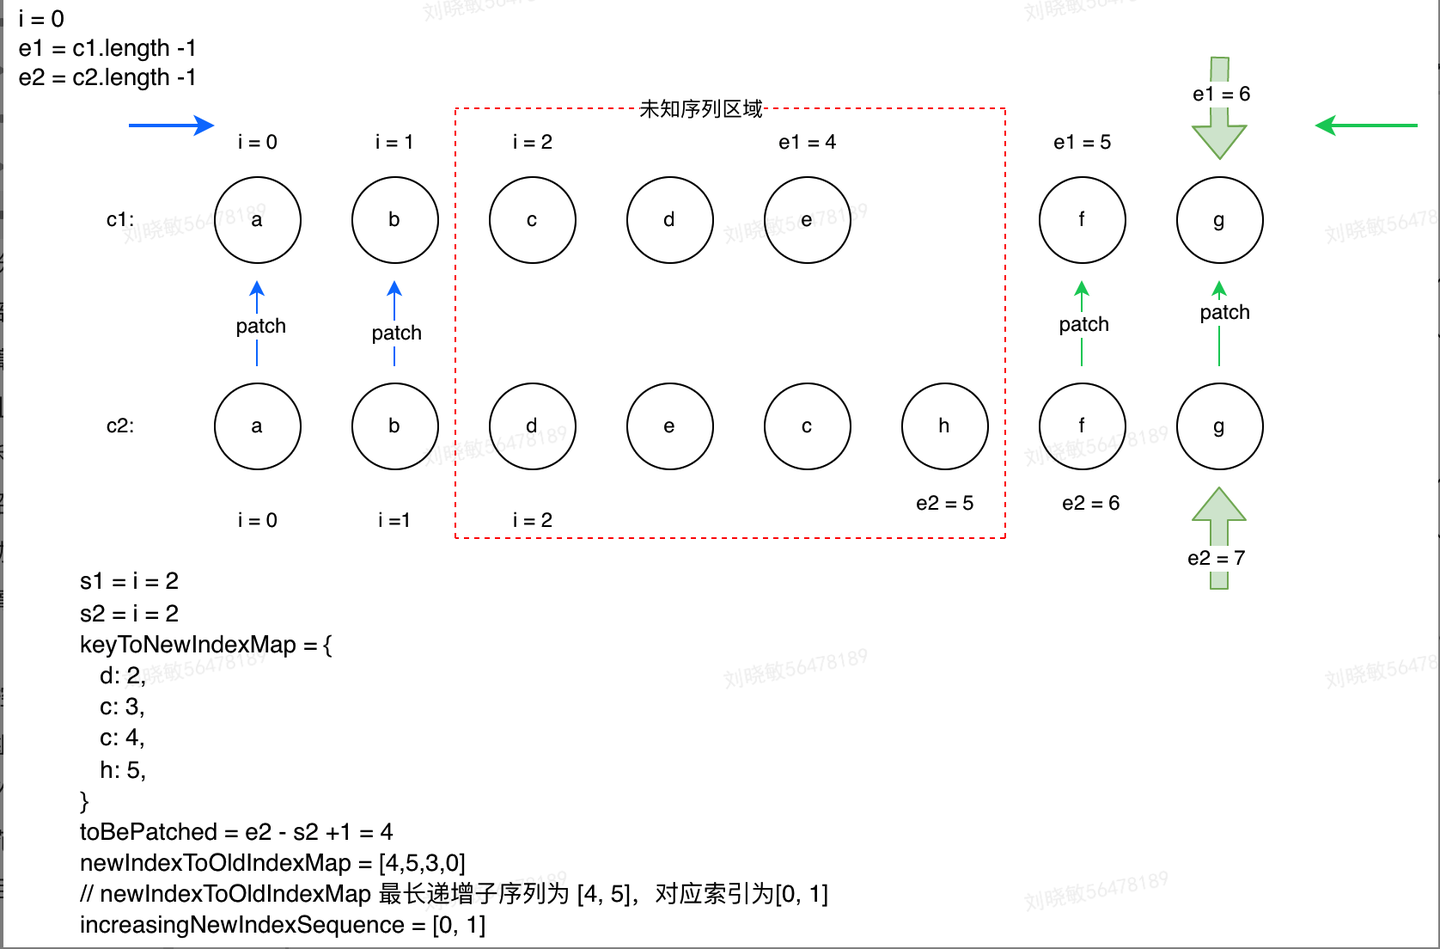 i = 0
e1 = c1.length -1
e2 = c2.length -1
e1 = 6
未知序列区域
i = 0 i = 1 i = 2 e1 = 4 e1 = 5
c1: a b c d e f g
patch patch patch patch
c2: a b d e c h f g
i = 0 i =1 i = 2 e2 = 5 e2 = 6
e2 = 7
s1 = i = 2
s2 = i = 2
keyToNewIndexMap = {
d: 2,
c: 3,
c: 4,
h: 5,
}
toBePatched = e2 - s2 +1 = 4
newIndexToOldIndexMap = [4,5,3,0]
// newIndexToOldIndexMap 最长递增子序列为 [4, 5]，对应索引为[0, 1]
increasingNewIndexSequence = [0, 1]
刘晓敏56478189